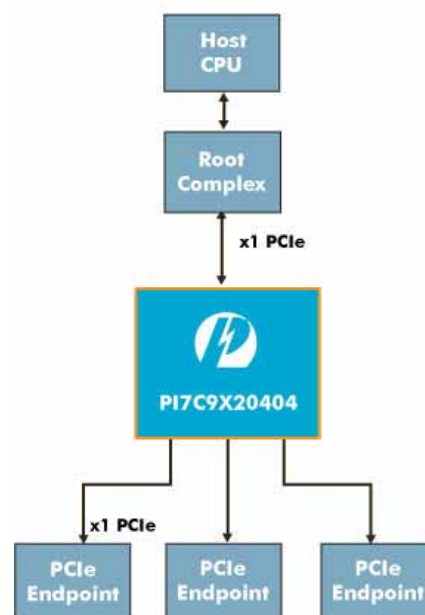 Host
CPU
Root
Complex
x1 PCIe
PI7C9X20404
x1 PCIe
PCIe
Endpoint
PCIe
Endpoint
PCIe
Endpoint